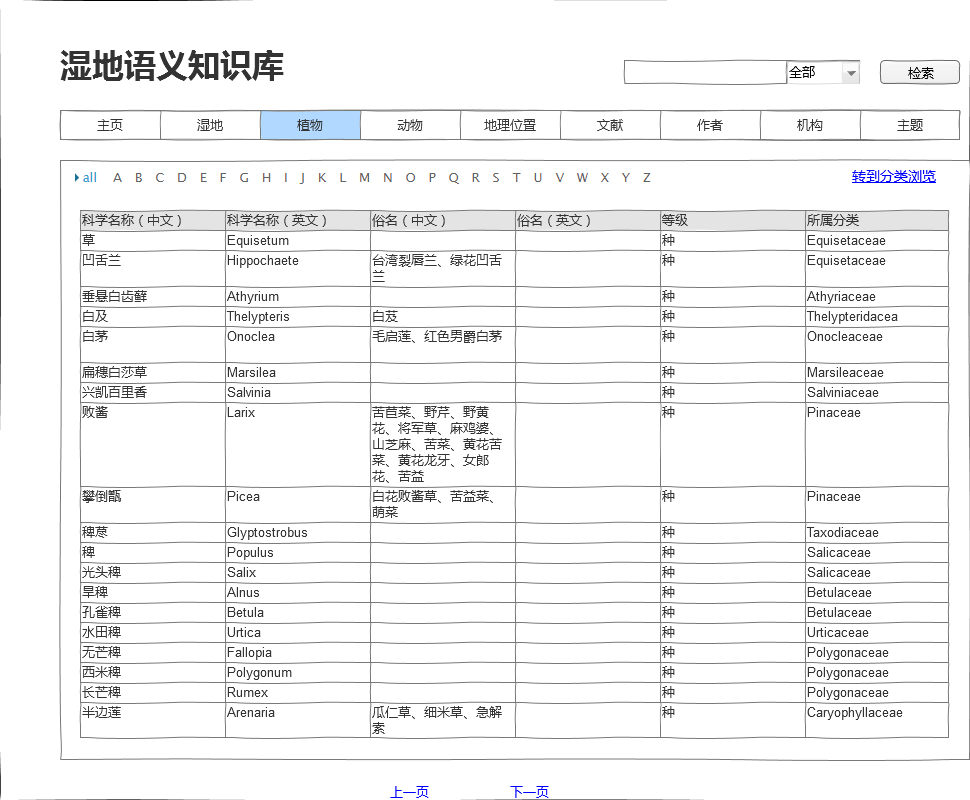 湿地语义知识库
全部 检索
主页 湿地 植物 动物 地理位置 文献 作者 机构 主题
all A B C D E F G H I J K L M N O P Q R S T U V W X Y Z 转到分类浏览
科学名称（中文） 科学名称（英文） 俗名（中文） 俗名（英文） 等级 所属分类
草 Equisetum 种 Equisetaceae
凹舌兰 Hippochaete 台湾裂唇兰、绿花凹舌 种 Equisetaceae
兰
垂悬白齿藓 Athyrium 种 Athyriaceae
白及 Thelypteris 白芨 种 Thelypteridacea
白茅 Onoclea 毛启莲、红色男爵白茅 种 Onocleaceae
扁穗白莎草 Marsilea 种 Marsileaceae
兴凯百里香 Salvinia 种 Salviniaceae
败酱 Larix 苦苣菜、野芹、野黄 种 Pinaceae
花、将军草、麻鸡婆、
山芝麻、苦菜、黄花苦
菜、黄花龙牙、女郎
花、苦益
攀倒甑 Picea 白花败酱草、苦益菜、 种 Pinaceae
萌菜
稗荩 Glyptostrobus 种 Taxodiaceae
稗 Populus 种 Salicaceae
光头稗 Salix 种 Salicaceae
旱稗 Alnus 种 Betulaceae
孔雀稗 Betula 种 Betulaceae
水田稗 Urtica 种 Urticaceae
无芒稗 Fallopia 种 Polygonaceae
西米稗 Polygonum 种 Polygonaceae
长芒稗 Rumex 种 Polygonaceae
半边莲 Arenaria 瓜仁草、细米草、急解 种 Caryophyllaceae
索
上一页 下一页